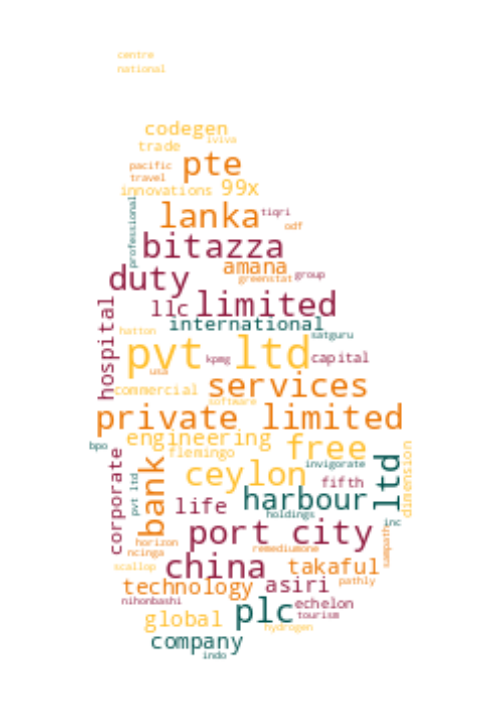 centre
national
codegen
iviva
trade
pacific
pte
travel
innovations 99x
professional
lanka
tiqri
odf
bitazza
amana
duty
greenstat
group
llc
limited
hospital
international
hatton
satguru
pvt ltd
kpmg
capital
usa
commercial
services
software
private limited
engineering
bpo
flemingo
free
dimension
corporate
bank
ceylon
invigorate
ltd
pvt ltd
fifth
life
harbour
holdings
inc
port city
horizon
ncinga
remediumone
sampath
scallop
china
takaful
technology
asiri
pathly
nihonbashi
plc
echelon
tourism
global
hydrogen
company
indo